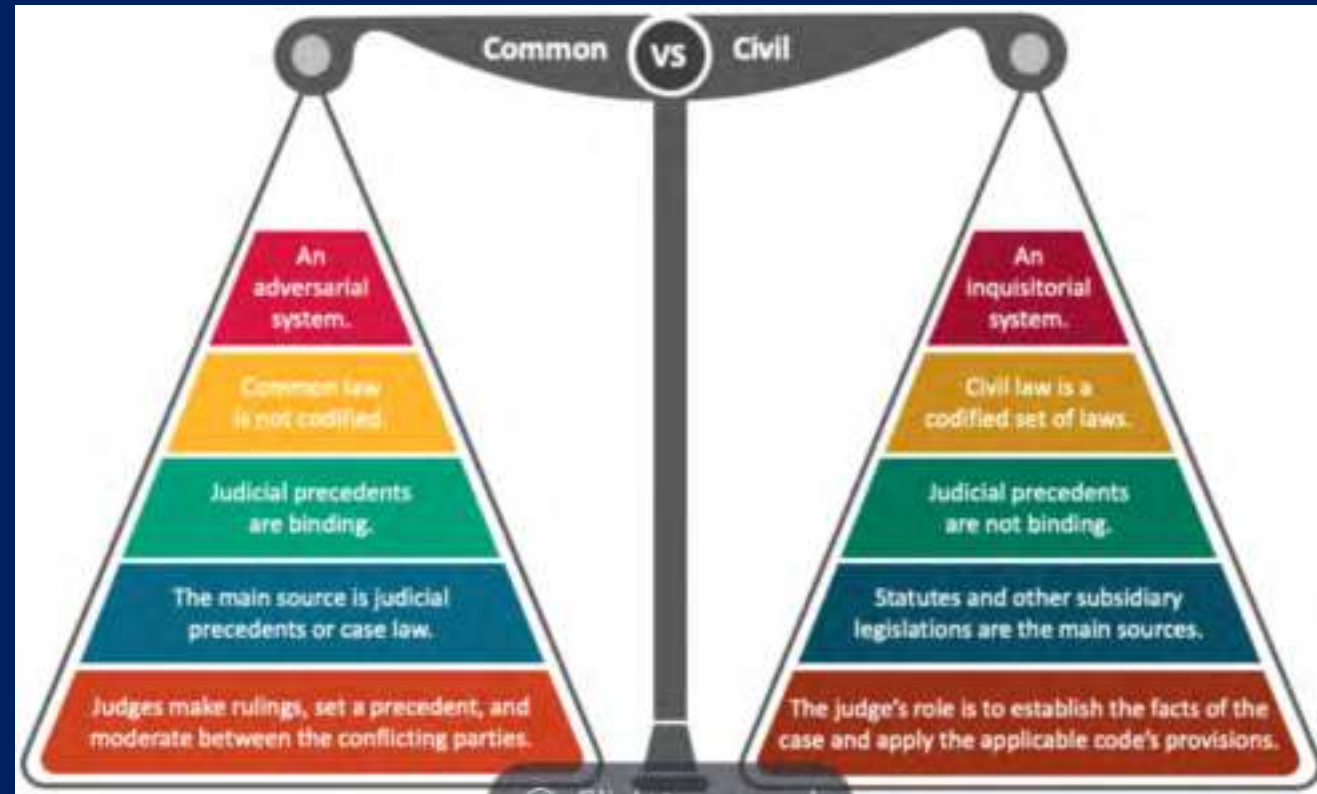 Common VS Civil
An
adversarial
system.
Common law
is not codified.
Judicial precedents
are binding.
The main source is judicial
precedents or case law.
Judges make rulings, set a precedent, and
moderate between the conflicting parties.
An
inquisitorial
system.
Civil law is a
codified set of laws.
Judicial precedents
are not binding.
Statutes and other subsidiary
legislations are the main sources.
The judge's role is to establish the facts of the
case and apply the applicable code's provisions.